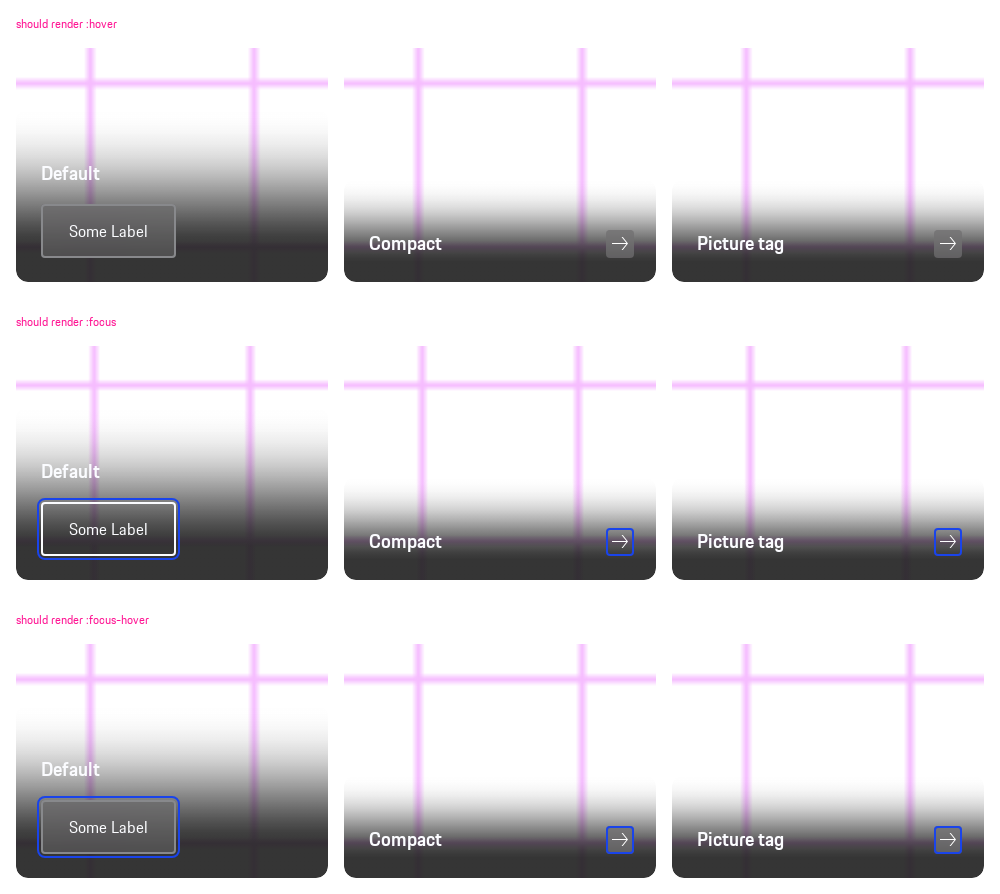 should render :hover
Default
Some Label
Compact
Picture tag
should render :focus
Default
Some Label
Compact
Picture tag
should render :focus-hover
Default
Some Label
Compact
Picture tag